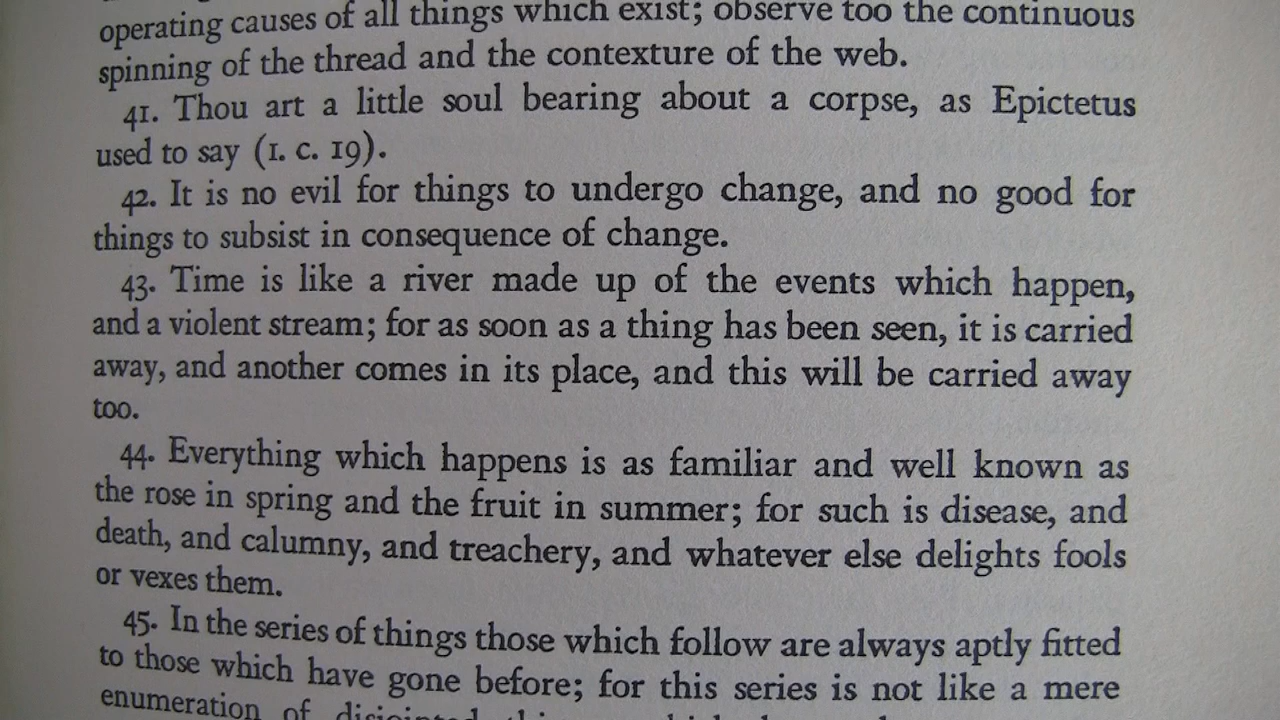 operating causes of all things which exist; observe too the continuous
spinning of the thread and the contexture of the web.
41. Thou art a little soul bearing about a corpse, as Epictetus
used to say (I. C. 19).
42. It is no evil for things to undergo change, and no good for
things to subsist in consequence of change.
43. Time is like a river made up of the events which happen,
and a violent stream; for as soon as a thing has been seen, it is carried
away, and another comes in its place, and this will be carried away
too.
44. Everything which happens is as familiar and well known as
the rose in spring and the fruit in summer; for such is disease, and
death, and calumny, and treachery, and whatever else delights fools
or vexes them.
45. In the series of things those which follow are always aptly fitted
to those which have gone before; for this series is not like a mere
enumeration of disjointed